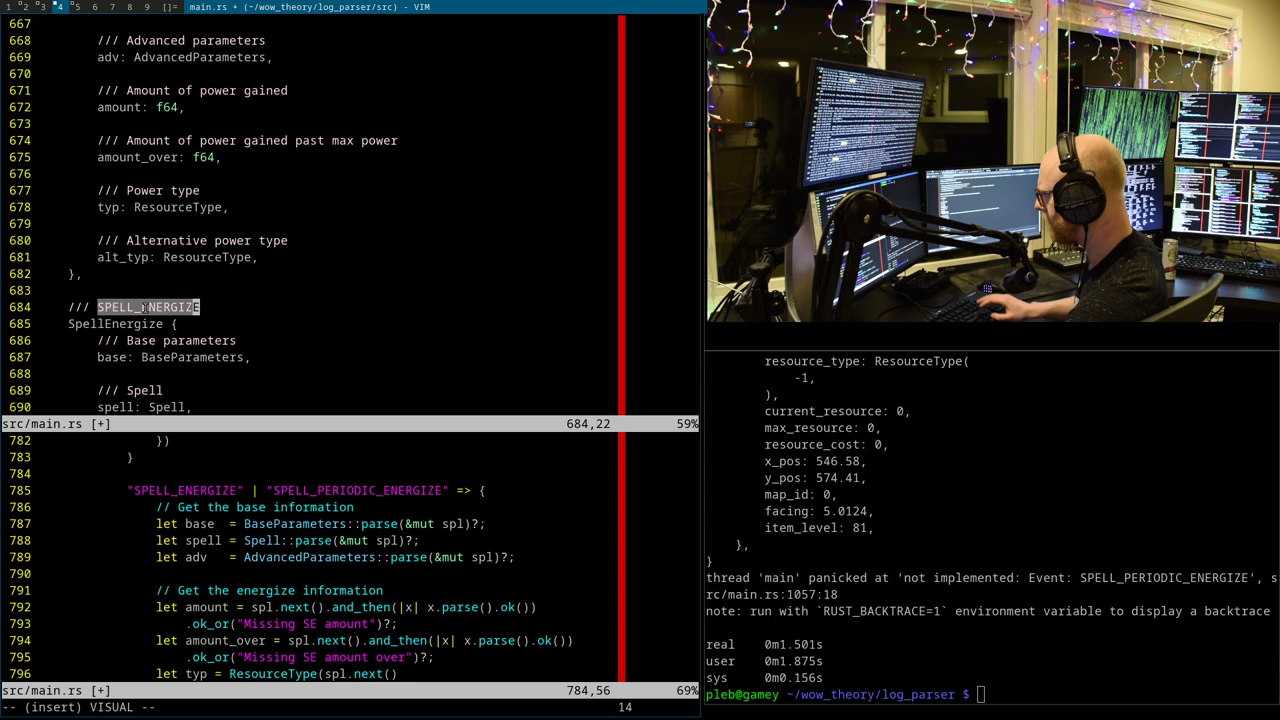 1 2 3 4 5 6 7 8 9 []= main.rs + (~/wow_theory/log_parser/src) - VIM
667
668 /// Advanced parameters
669 adv: AdvancedParameters,
670
671 /// Amount of power gained
672 amount: f64,
673
674 /// Amount of power gained past max power
675 amount_over: f64,
676
677 /// Power type
678 typ: ResourceType,
679
680 /// Alternative power type
681 alt_typ: ResourceType,
682 },
683
684 /// SPELL_ENERGIZE
685 SpellEnergize {
686 /// Base parameters
687 base: BaseParameters,
688
689 /// Spell
690 spell: Spell,
src/main.rs [+] 684,22 59%
782 })
783 }
784
785 "SPELL_ENERGIZE" | "SPELL_PERIODIC_ENERGIZE" => {
786 // Get the base information
787 let base  = BaseParameters::parse(&mut spl)?;
788 let spell = Spell::parse(&mut spl)?;
789 let adv   = AdvancedParameters::parse(&mut spl)?;
790
791 // Get the energize information
792 let amount = spl.next().and_then(|x| x.parse().ok())
793 .ok_or("Missing SE amount")?;
794 let amount_over = spl.next().and_then(|x| x.parse().ok())
795 .ok_or("Missing SE amount over")?;
796 let typ = ResourceType(spl.next()
src/main.rs [+] 784,56 69%
-- (insert) VISUAL -- 14
resource_type: ResourceType(
-1,
),
current_resource: 0,
max_resource: 0,
resource_cost: 0,
x_pos: 546.58,
y_pos: 574.41,
map_id: 0,
facing: 5.0124,
item_level: 81,
},
}
thread 'main' panicked at 'not implemented: Event: SPELL_PERIODIC_ENERGIZE', s
rc/main.rs:1057:18
note: run with `RUST_BACKTRACE=1` environment variable to display a backtrace
real 0m1.501s
user 0m1.875s
sys 0m0.156s
pleb@gamey ~/wow_theory/log_parser $